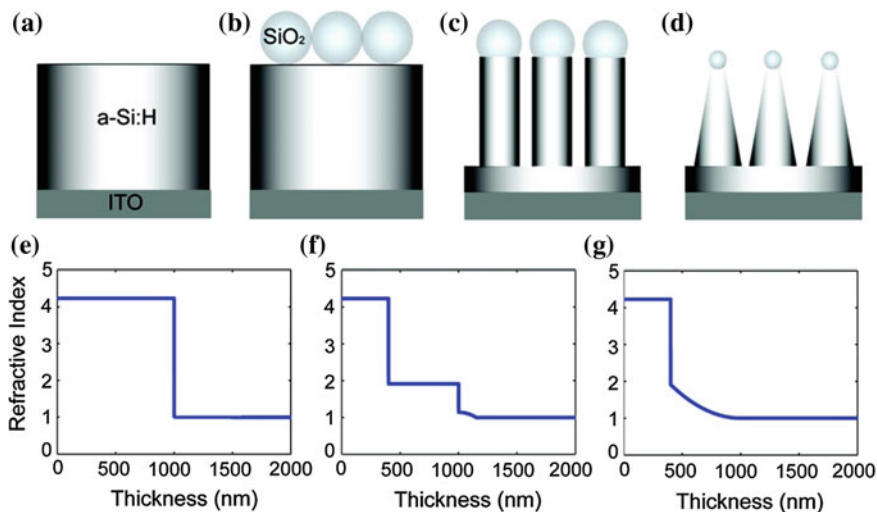 (a)
(b)
(c)
(d)
SiO₂
a-Si:H
ITO
(e)
(f)
(g)
Refractive Index
5
4
3
2
1
0
0 500 1000 1500 2000
Thickness (nm)
5
4
3
2
1
0
0 500 1000 1500 2000
Thickness (nm)
5
4
3
2
1
0
0 500 1000 1500 2000
Thickness (nm)